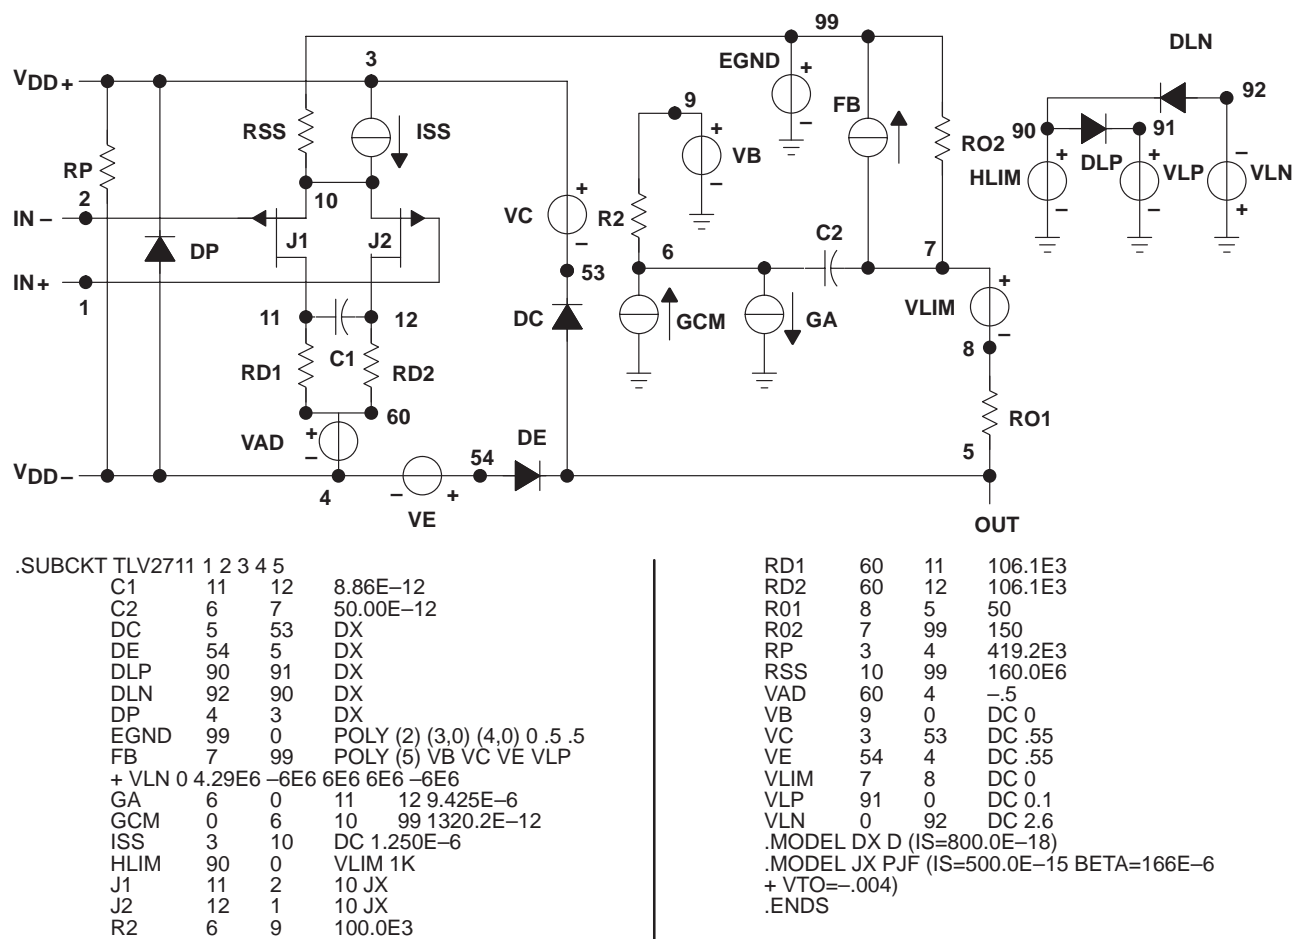 99
DLN
3
VDD+
EGND
+
92
9
FB
RSS
ISS
+
90
91
–
RO2
RP
VB
DLP
2
10
–
HLIM
+
+
VLP
–
VLN
IN–
VC
+
R2
–
–
+
J1
J2
–
C2
DP
6
7
IN+
53
1
+
VLIM
11
12
DC
GCM
GA
–
8
C1
RD1
RD2
RO1
60
VAD
+
–
DE
5
54
VDD–
4
–
+
VE
OUT
.SUBCKT TLV2711 1 2 3 4 5
C1 11 12 8.86E–12
C2 6 7 50.00E–12
DC 5 53 DX
DE 54 5 DX
DLP 90 91 DX
DLN 92 90 DX
DP 4 3 DX
EGND 99 0 POLY (2) (3,0) (4,0) 0 .5 .5
FB 7 99 POLY (5) VB VC VE VLP
+ VLN 0 4.29E6 –6E6 6E6 6E6 –6E6
GA 6 0 11 12 9.425E–6
GCM 0 6 10 99 1320.2E–12
ISS 3 10 DC 1.250E–6
HLIM 90 0 VLIM 1K
J1 11 2 10 JX
J2 12 1 10 JX
R2 6 9 100.0E3
RD1 60 11 106.1E3
RD2 60 12 106.1E3
R01 8 5 50
R02 7 99 150
RP 3 4 419.2E3
RSS 10 99 160.0E6
VAD 60 4 –.5
VB 9 0 DC 0
VC 3 53 DC .55
VE 54 4 DC .55
VLIM 7 8 DC 0
VLP 91 0 DC 0.1
VLN 0 92 DC 2.6
.MODEL DX D (IS=800.0E–18)
.MODEL JX PJF (IS=500.0E–15 BETA=166E–6
+ VTO=–.004)
.ENDS